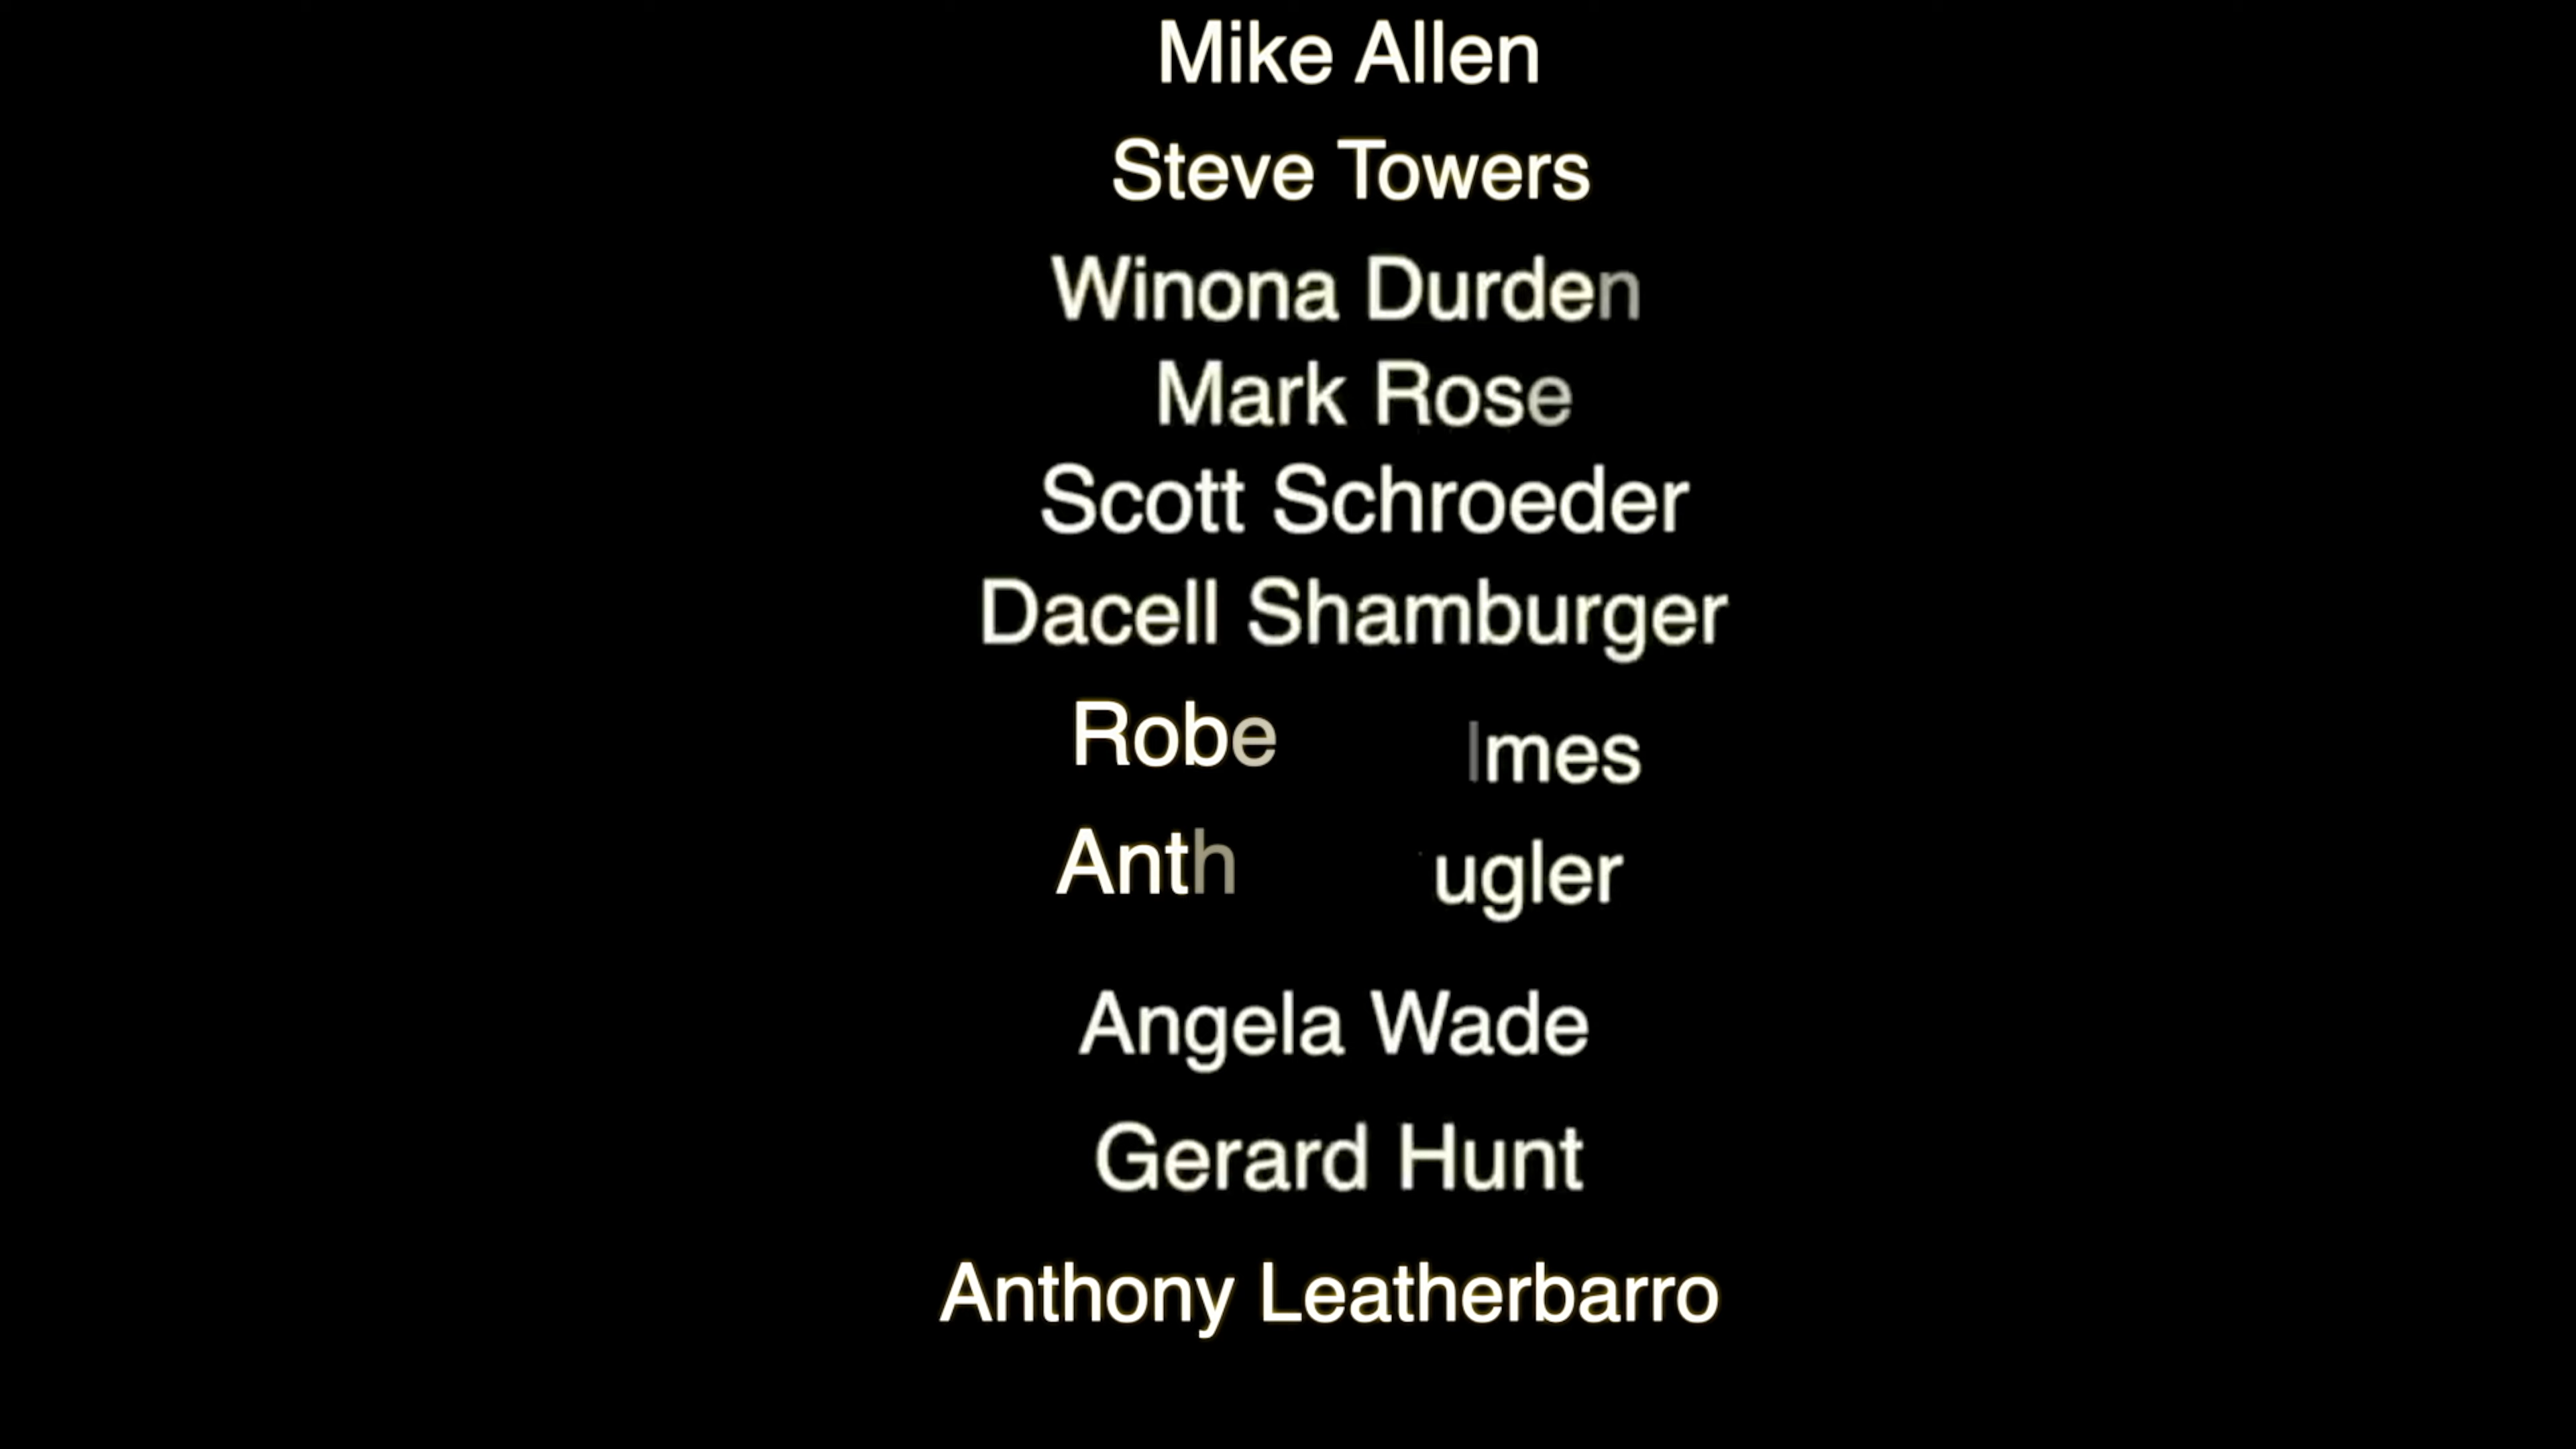 Mike Allen
Steve Towers
Winona Durden
Mark Rose
Scott Schroeder
Dacell Shamburger
Robe lmes
Anth ugler
Angela Wade
Gerard Hunt
Anthony Leatherbarro